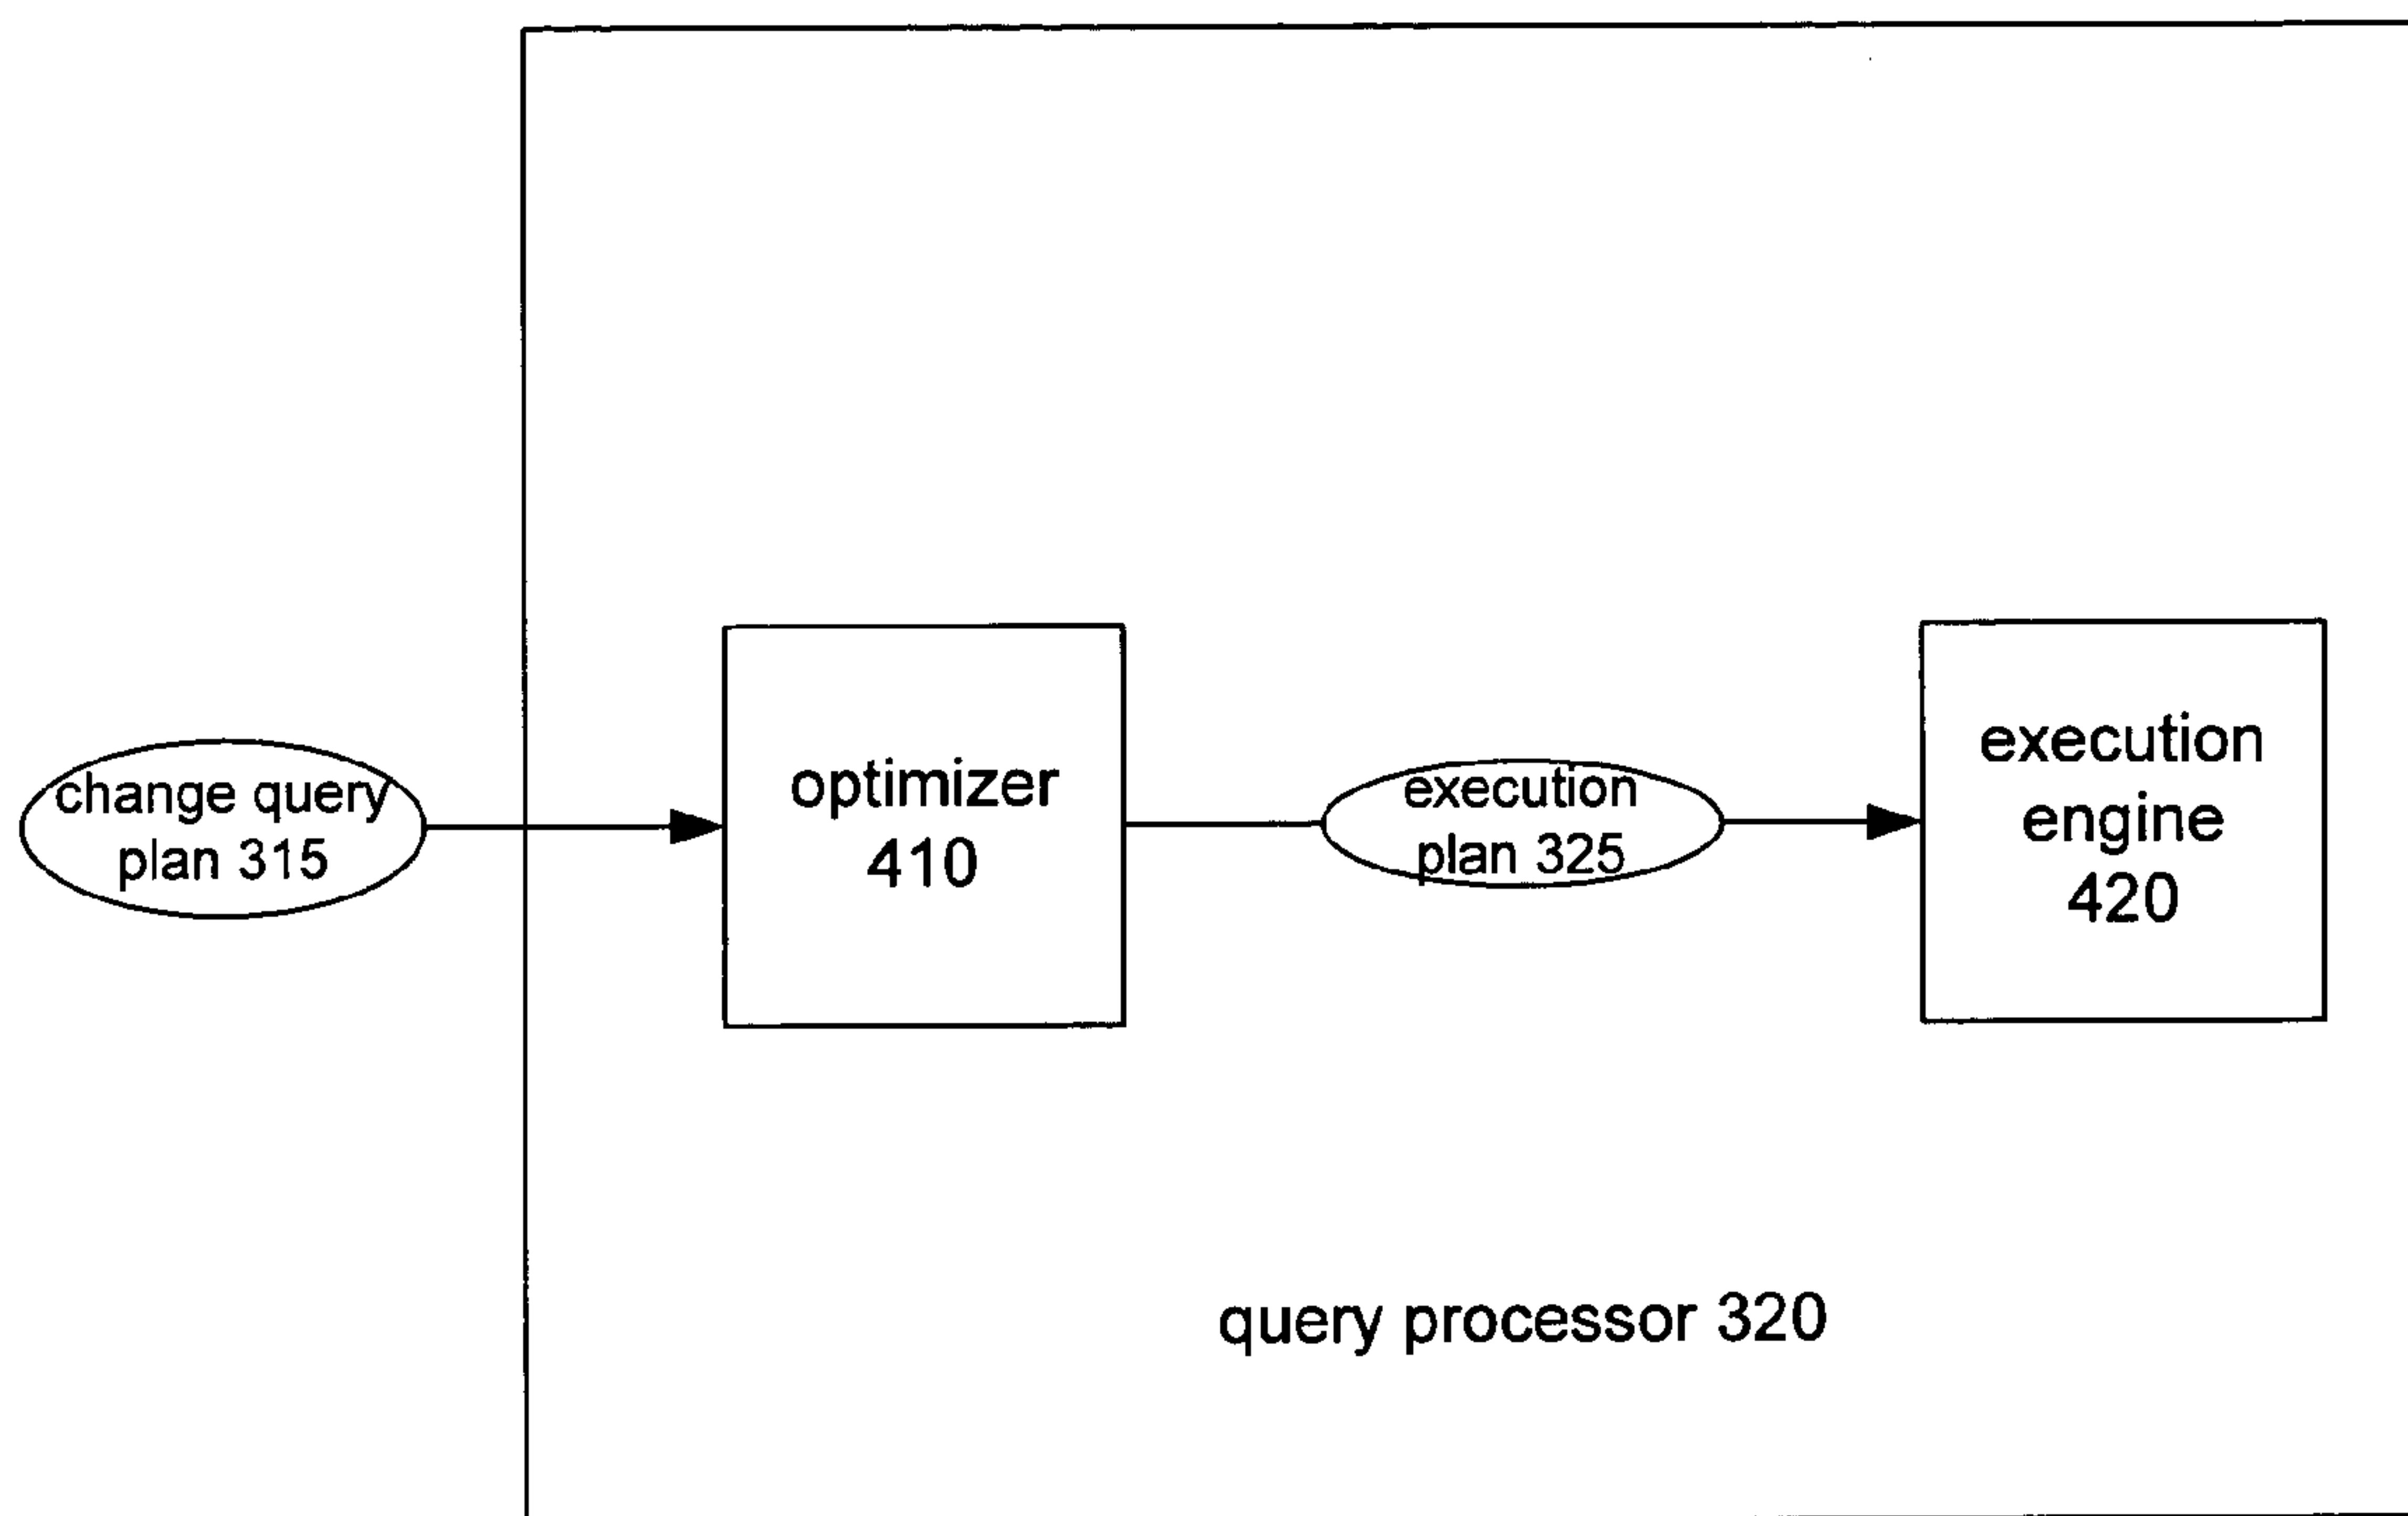 change query
plan 315
optimizer
410
execution
plan 325
execution
engine
420
query processor 320